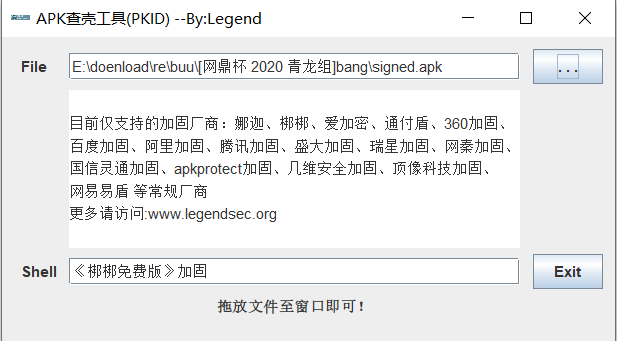 APK查壳工具(PKID) --By:Legend
File E:\doenload\re\buu\[网鼎杯 2020 青龙组]bang\signed.apk ...
目前仅支持的加固厂商：娜迦、梆梆、爱加密、通付盾、360加固、
百度加固、阿里加固、腾讯加固、盛大加固、瑞星加固、网秦加固、
国信灵通加固、apkprotect加固、几维安全加固、顶像科技加固、
网易易盾 等常规厂商
更多请访问:www.legendsec.org
Shell 《梆梆免费版》加固 Exit
拖放文件至窗口即可！